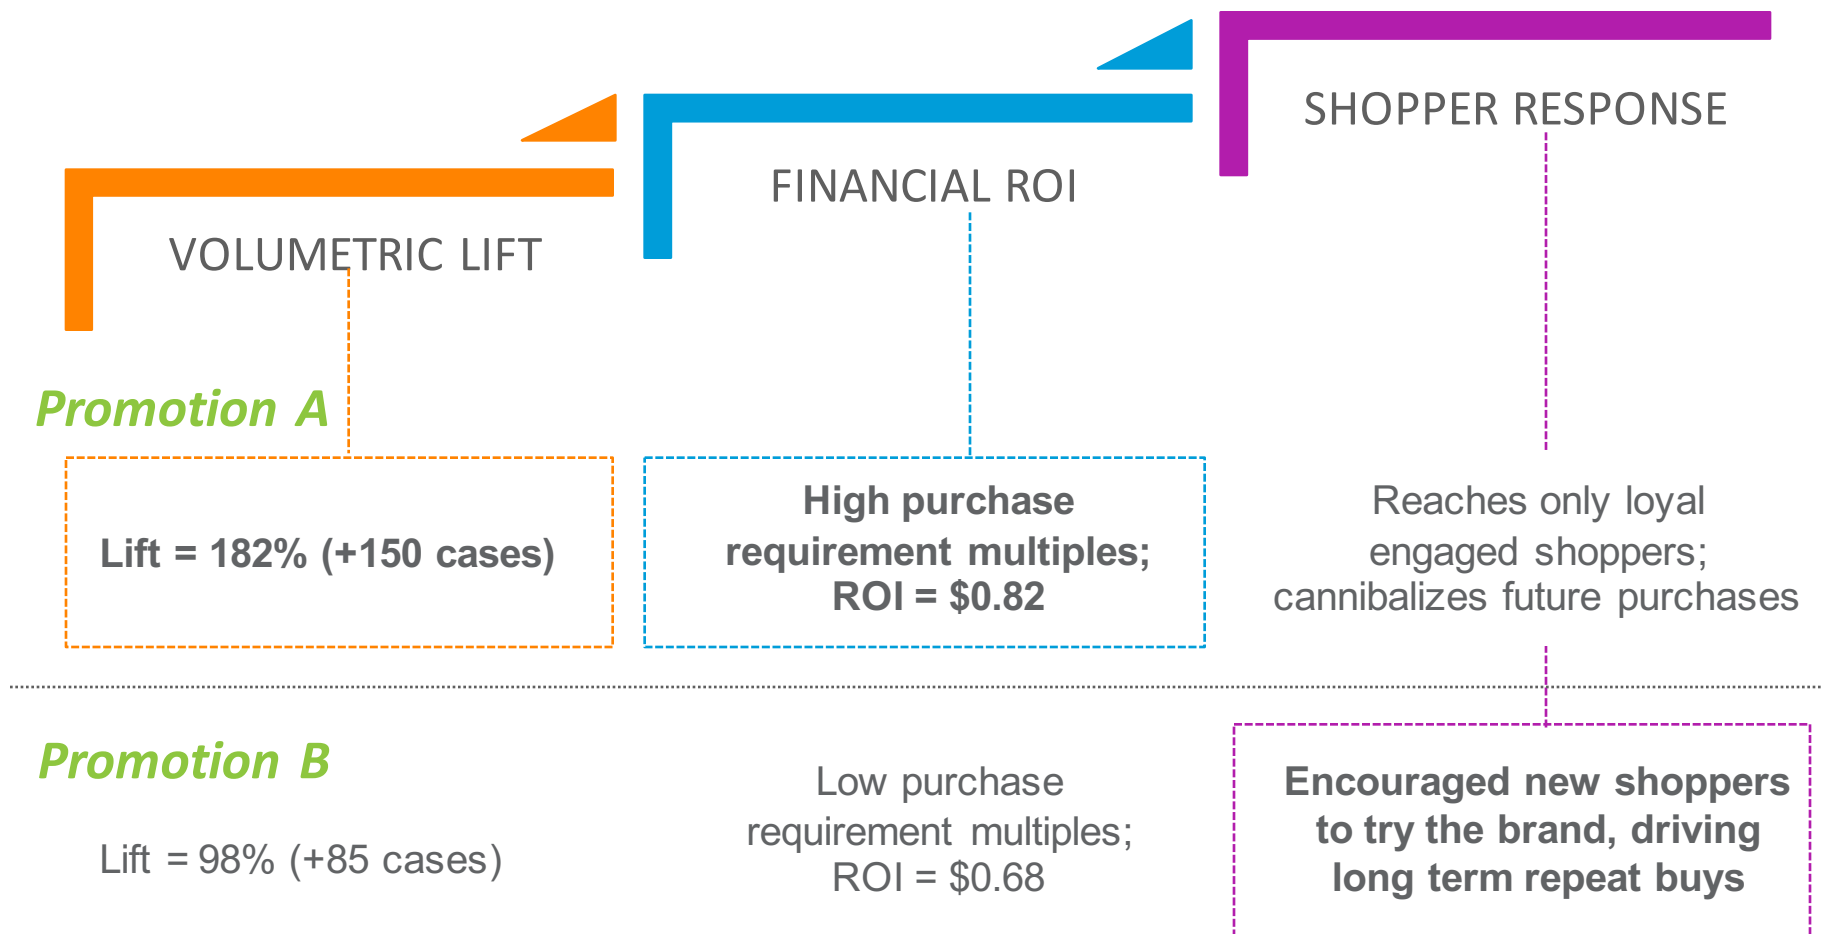 SHOPPER RESPONSE
FINANCIAL ROI
VOLUMETRIC LIFT
Promotion A
Lift = 182% (+150 cases)
High purchase
requirement multiples;
ROI = $0.82
Reaches only loyal
engaged shoppers;
cannibalizes future purchases
Promotion B
Lift = 98% (+85 cases)
Low purchase
requirement multiples;
ROI = $0.68
Encouraged new shoppers
to try the brand, driving
long term repeat buys